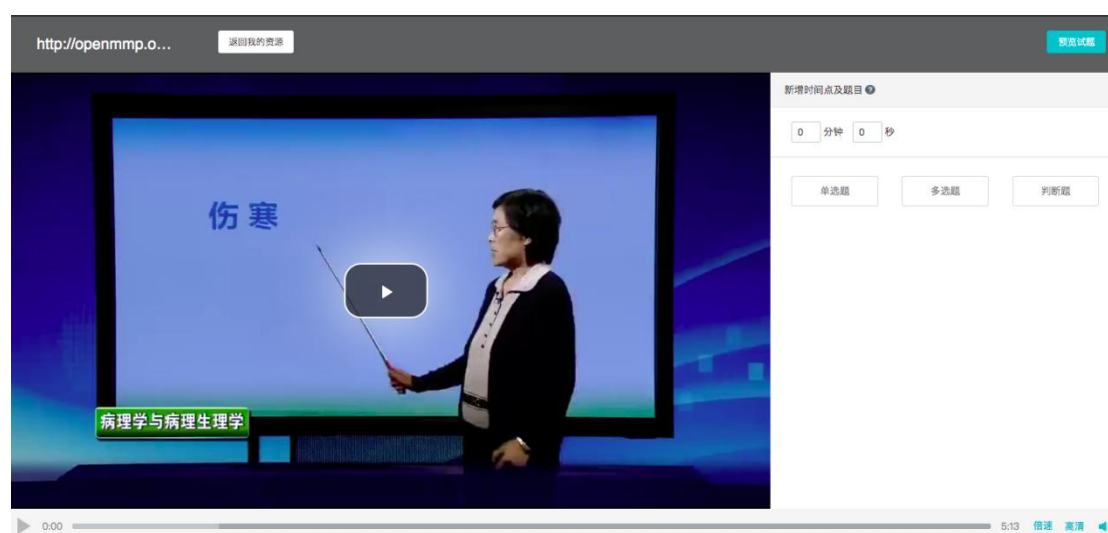 http://openmmp.o... 返回我的资源 预览试题
新增时间点及题目
0 分钟 0 秒
单选题 多选题 判断题
伤寒
病理学与病理生理学
0:00 5:13 倍速 高清